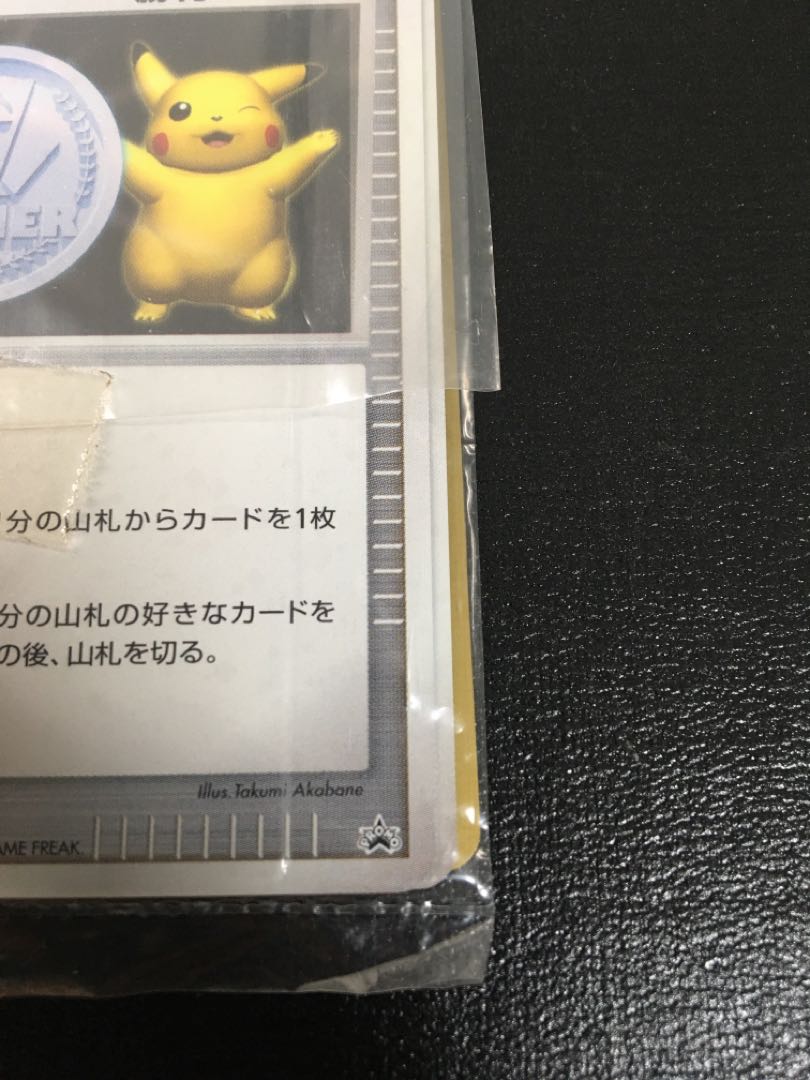 NER
分の山札からカードを1枚
分の山札の好きなカードを
の後、山札を切る。
Illus. Takumi Akabane
AME FREAK.
PROMO